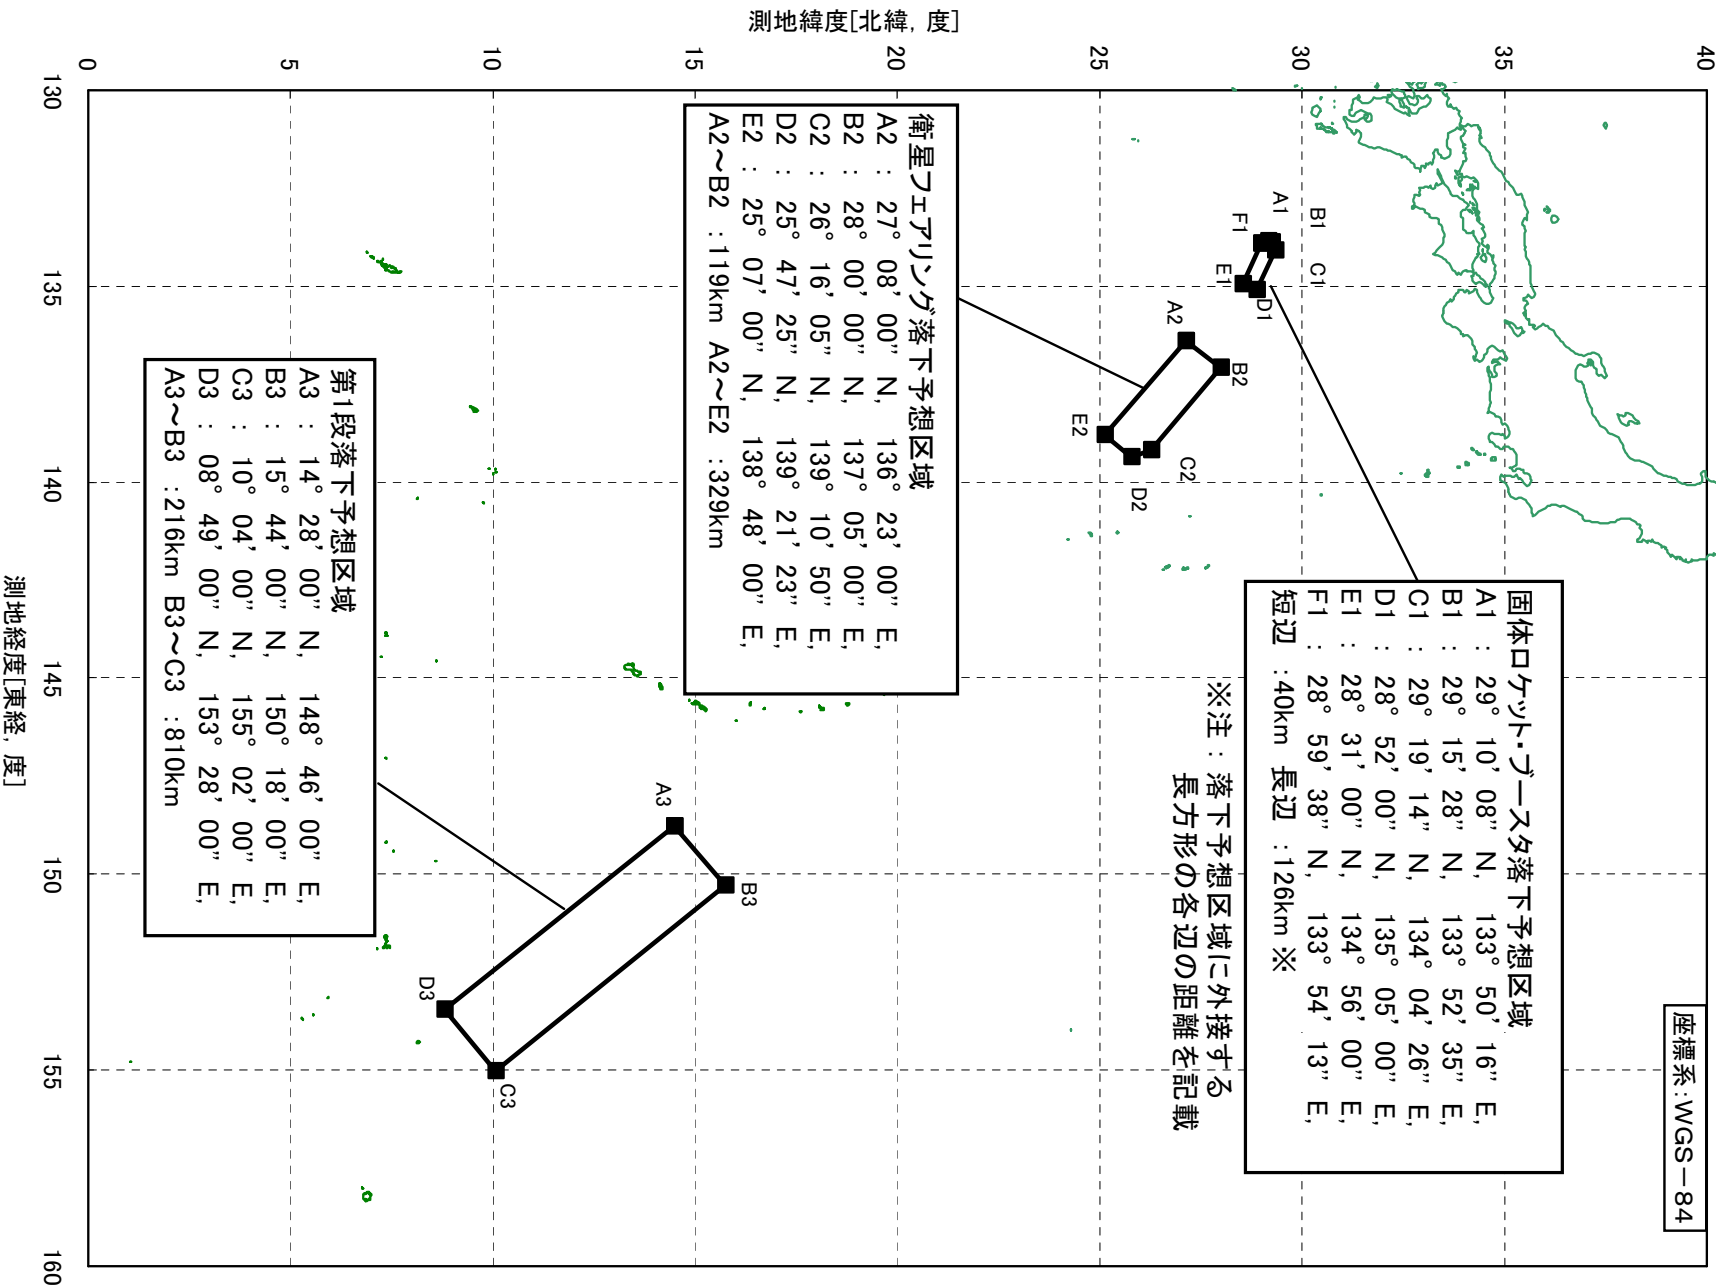 座標系:WGS-84
固体ロケット・ブースタ落下予想区域
A1 : 29° 10' 08" N, 133° 50' 16" E,
B1 : 29° 15' 28" N, 133° 52' 35" E,
C1 : 29° 19' 14" N, 134° 04' 26" E,
D1 : 28° 52' 00" N, 135° 05' 00" E,
E1 : 28° 31' 00" N, 134° 56' 00" E,
F1 : 28° 59' 38" N, 133° 54' 13" E,
短辺 :40km 長辺 :126km ※
※注 : 落下予想区域に外接する
長方形の各辺の距離を記載
衛星フェアリング落下予想区域
A2 : 27° 08' 00" N, 136° 23' 00" E,
B2 : 28° 00' 00" N, 137° 05' 00" E,
C2 : 26° 16' 05" N, 139° 10' 50" E,
D2 : 25° 47' 25" N, 139° 21' 23" E,
E2 : 25° 07' 00" N, 138° 48' 00" E,
A2～B2 :119km A2～E2 :329km
第1段落下予想区域
A3 : 14° 28' 00" N, 148° 46' 00" E,
B3 : 15° 44' 00" N, 150° 18' 00" E,
C3 : 10° 04' 00" N, 155° 02' 00" E,
D3 : 08° 49' 00" N, 153° 28' 00" E,
A3～B3 :216km B3～C3 :810km
B1
C1
A1
F1
E1
D1
A2
B2
C2
D2
E2
A3
B3
C3
D3
測地緯度[北緯, 度]
40
35
30
25
20
15
10
5
0
130
135
140
145
150
155
160
測地経度[東経, 度]